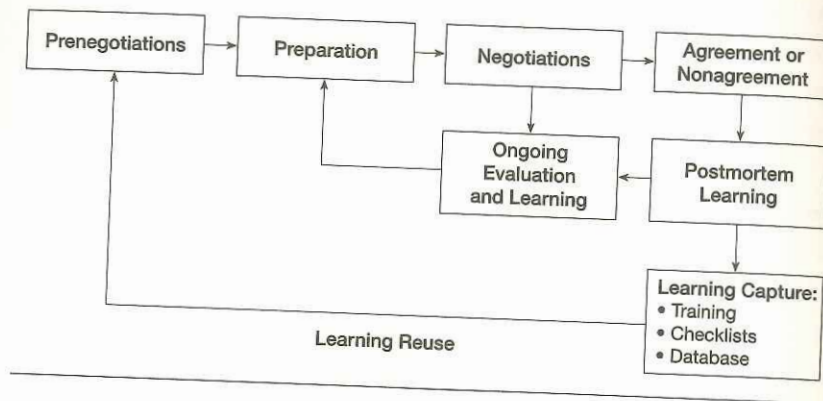 Prenegotiations
Preparation
Negotiations
Agreement or
Nonagreement
Ongoing
Evaluation
and Learning
Postmortem
Learning
Learning Capture:
• Training
• Checklists
• Database
Learning Reuse